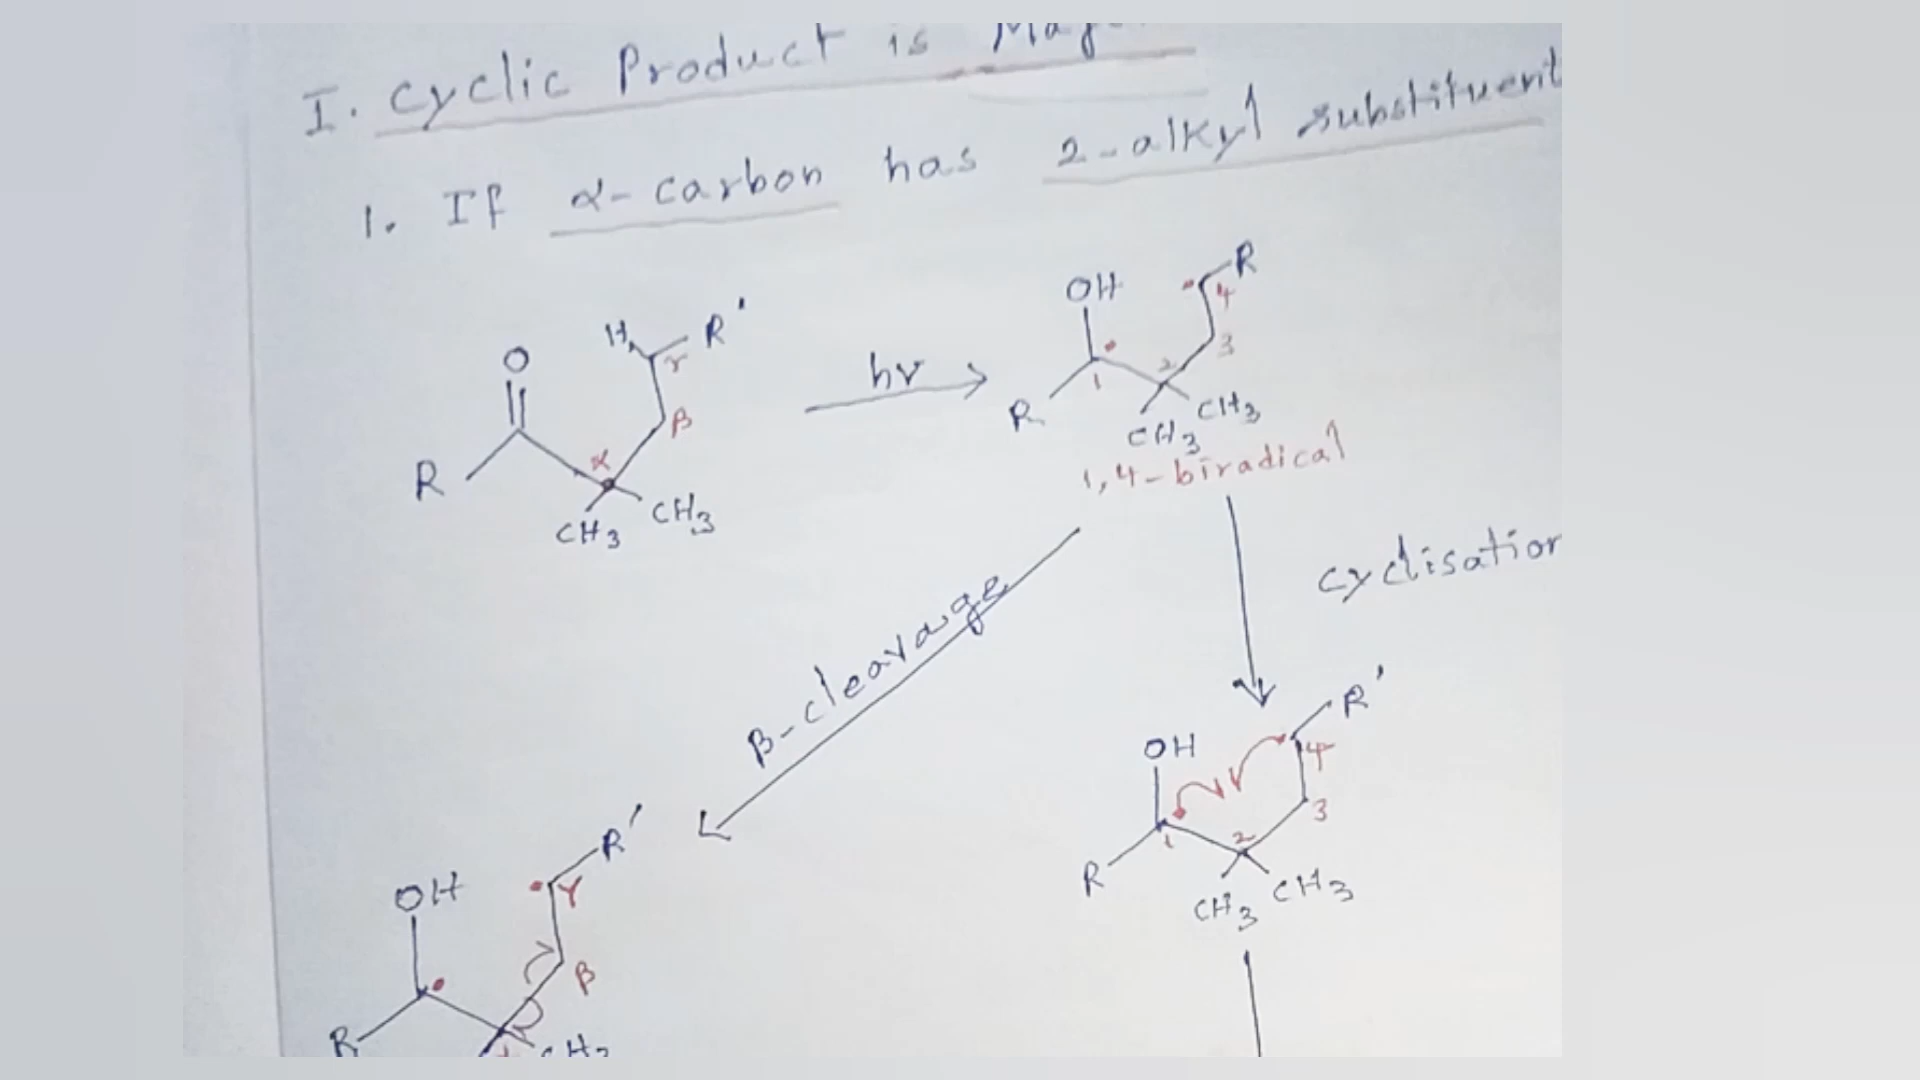 I. Cyclic Product is
1. If α-carbon has 2-alkyl substituent
O
H
R'
γ
β
α
R
CH3
CH3
hν
OH
R
4
3
2
1
R
CH3
CH3
1,4-biradical
β-cleavarge
cyclisation
OH
R'
4
3
2
1
R
CH3
CH3
OH
R'
γ
β
R